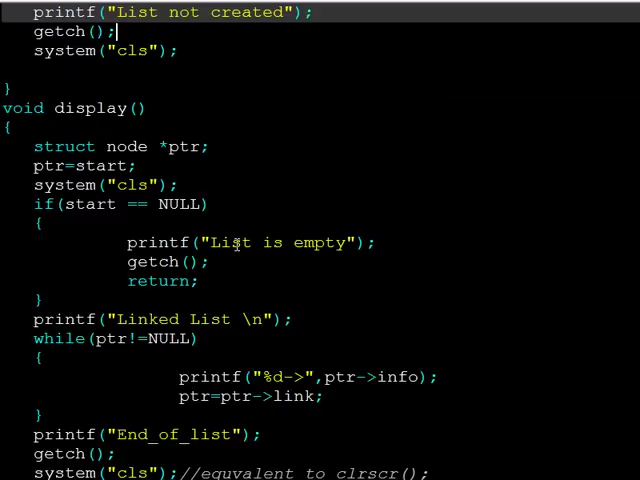 printf("List not created");
getch();
system("cls");
}
void display()
{
struct node *ptr;
ptr=start;
system("cls");
if(start == NULL)
{
printf("List is empty");
getch();
return;
}
printf("Linked List \n");
while(ptr!=NULL)
{
printf("%d->",ptr->info);
ptr=ptr->link;
}
printf("End_of_list");
getch();
system("cls");//equvalent to clrscr();